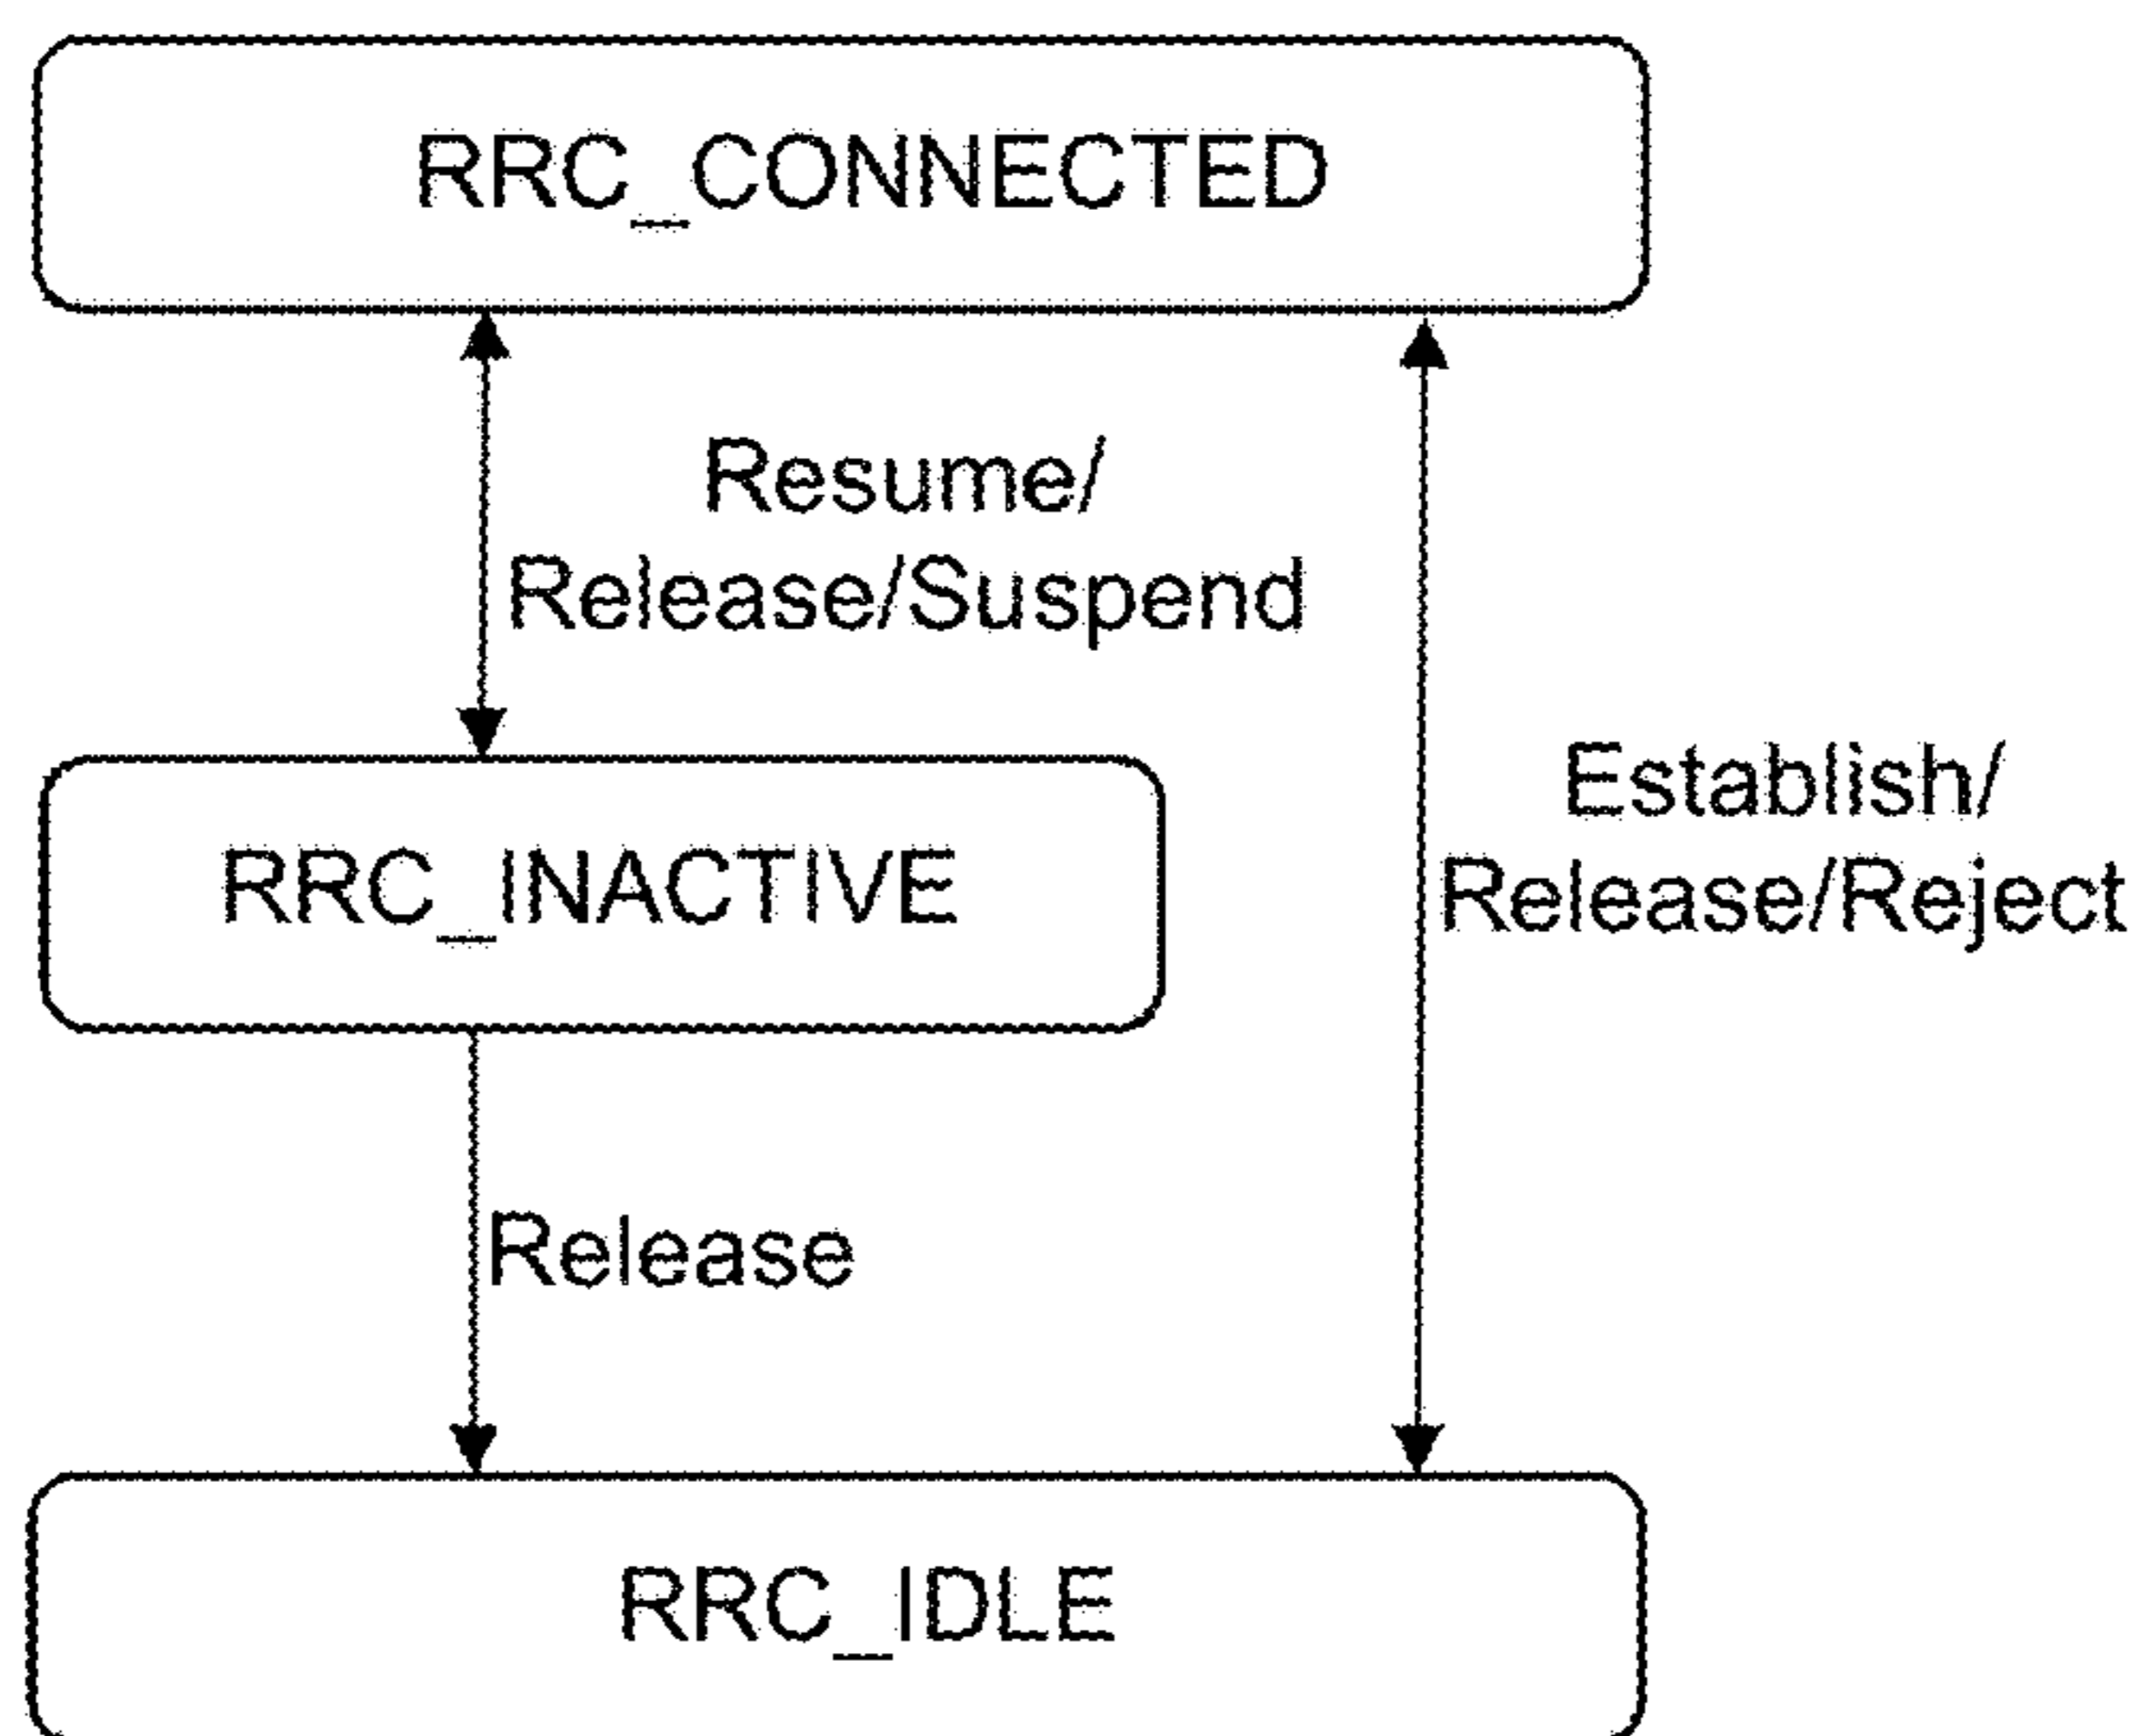 RRC_CONNECTED
Resume/
Release/Suspend
Establish/
Release/Reject
RRC_INACTIVE
Release
RRC_IDLE